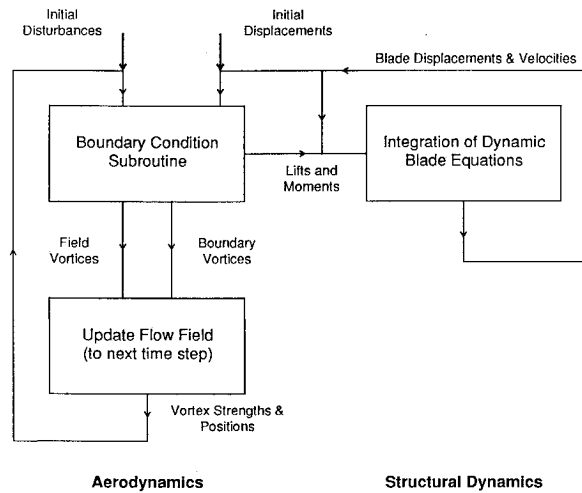 Initial
Disturbances
Initial
Displacements
Blade Displacements & Velocities
Boundary Condition
Subroutine
Integration of Dynamic
Blade Equations
Lifts and
Moments
Field
Vortices
Boundary
Vortices
Update Flow Field
(to next time step)
Vortex Strengths &
Positions
Aerodynamics
Structural Dynamics